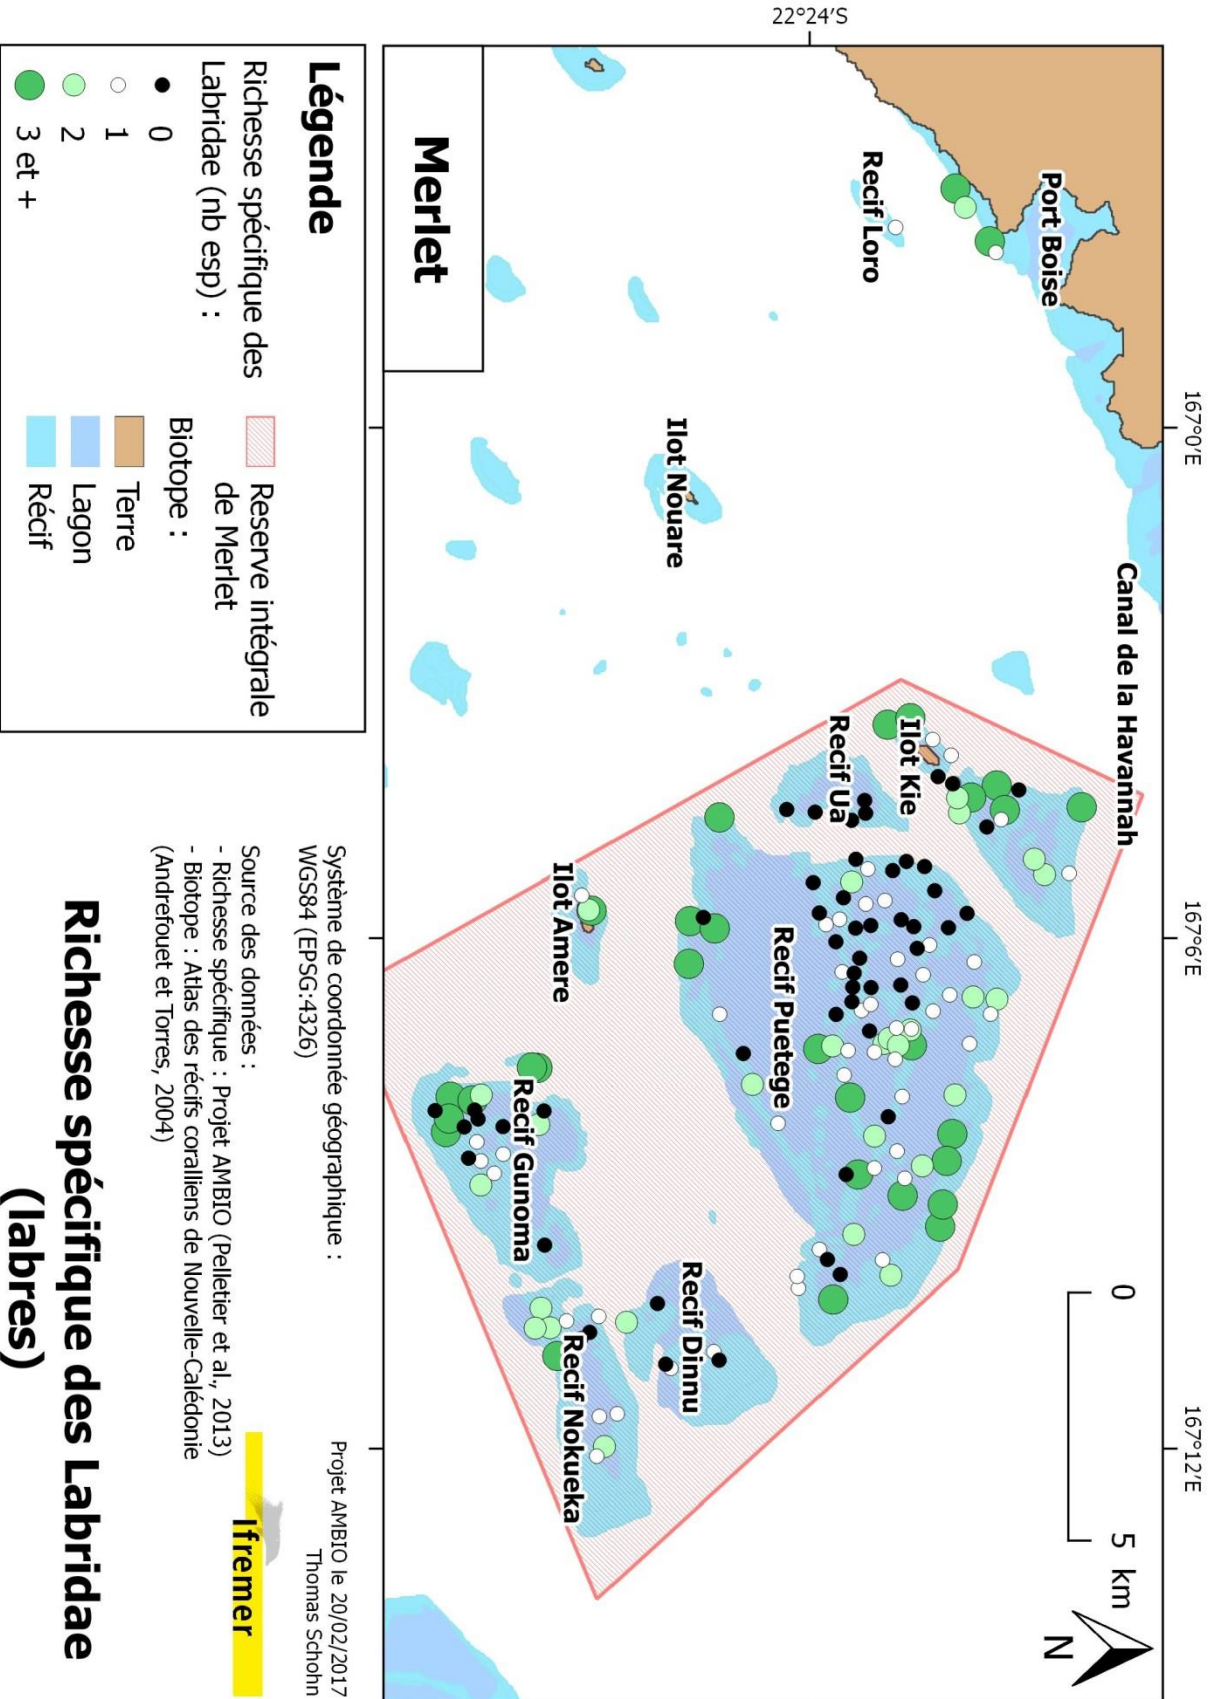 22°24'S
167°0'E
167°6'E
167°12'E
Port Boise
Recif Loro
Canal de la Havannah
Ilot Nouare
Ilot Kie
Recif Ua
Recif Puetege
Ilot Amere
Recif Gunoma
Recif Dinnu
Recif Nokueka
0 5 km
N
Merlet
Légende
Richesse spécifique des
Labridae (nb esp) :
0
1
2
3 et +
Reserve intégrale
de Merlet
Biotope :
Terre
Lagon
Récif
Système de coordonnée géographique :
WGS84 (EPSG:4326)
Source des données :
- Richesse spécifique : Projet AMBIO (Pelletier et al., 2013)
- Biotope : Atlas des récifs coralliens de Nouvelle-Calédonie
(Andrefouet et Torres, 2004)
Projet AMBIO le 20/02/2017
Thomas Schohn
Ifremer
Richesse spécifique des Labridae
(labres)